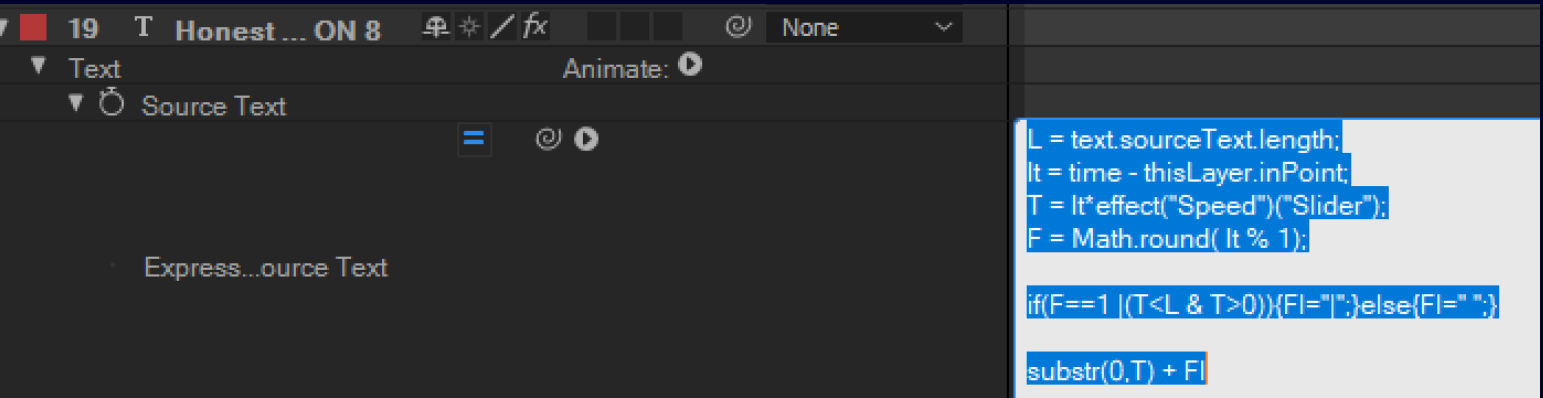 19 T Honest ... ON 8 fx None
Text Animate:
Source Text
=
Express...ource Text
L = text.sourceText.length;
lt = time - thisLayer.inPoint;
T = lt*effect("Speed")("Slider");
F = Math.round( lt % 1);
if(F==1 |(T<L & T>0)){Fl="|";}else{Fl=" ";}
substr(0,T) + Fl